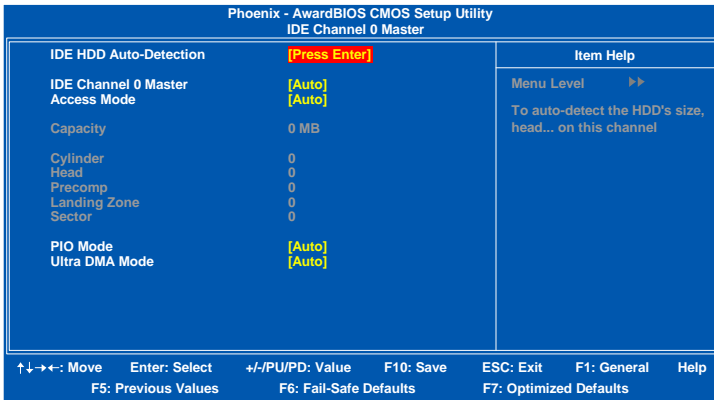 Phoenix - AwardBIOS CMOS Setup Utility
IDE Channel 0 Master
IDE HDD Auto-Detection [Press Enter]
IDE Channel 0 Master [Auto]
Access Mode [Auto]
Capacity 0 MB
Cylinder 0
Head 0
Precomp 0
Landing Zone 0
Sector 0
PIO Mode [Auto]
Ultra DMA Mode [Auto]
Item Help
Menu Level ▶▶
To auto-detect the HDD's size,
head... on this channel
↑↓→←: Move Enter: Select +/-/PU/PD: Value F10: Save ESC: Exit F1: General Help
F5: Previous Values F6: Fail-Safe Defaults F7: Optimized Defaults